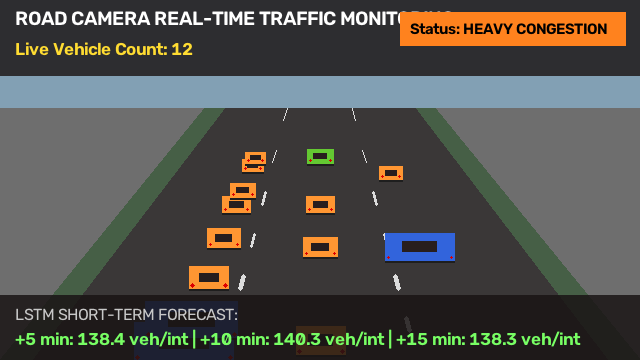 ROAD CAMERA REAL-TIME TRAFFIC MONITORING
Status: HEAVY CONGESTION
Live Vehicle Count: 12
LSTM SHORT-TERM FORECAST:
+5 min: 138.4 veh/int | +10 min: 140.3 veh/int | +15 min: 138.3 veh/int